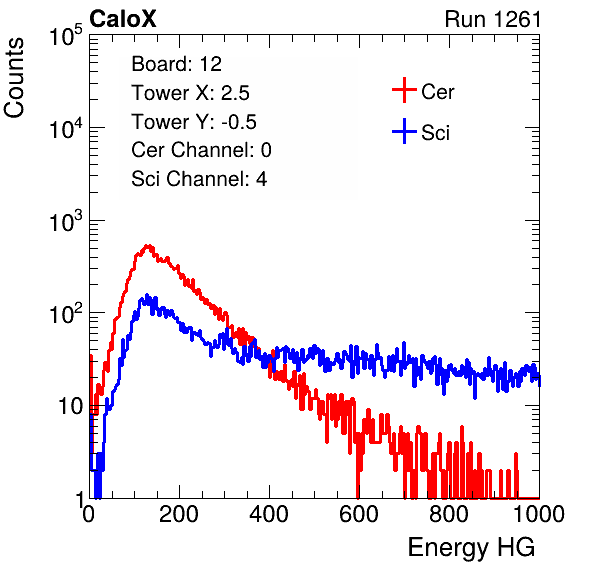 CaloX Run 1261
Counts
10^5
10^4
10^3
10^2
10
1
Board: 12
Tower X: 2.5
Tower Y: -0.5
Cer Channel: 0
Sci Channel: 4
Cer
Sci
0 200 400 600 800 1000
Energy HG